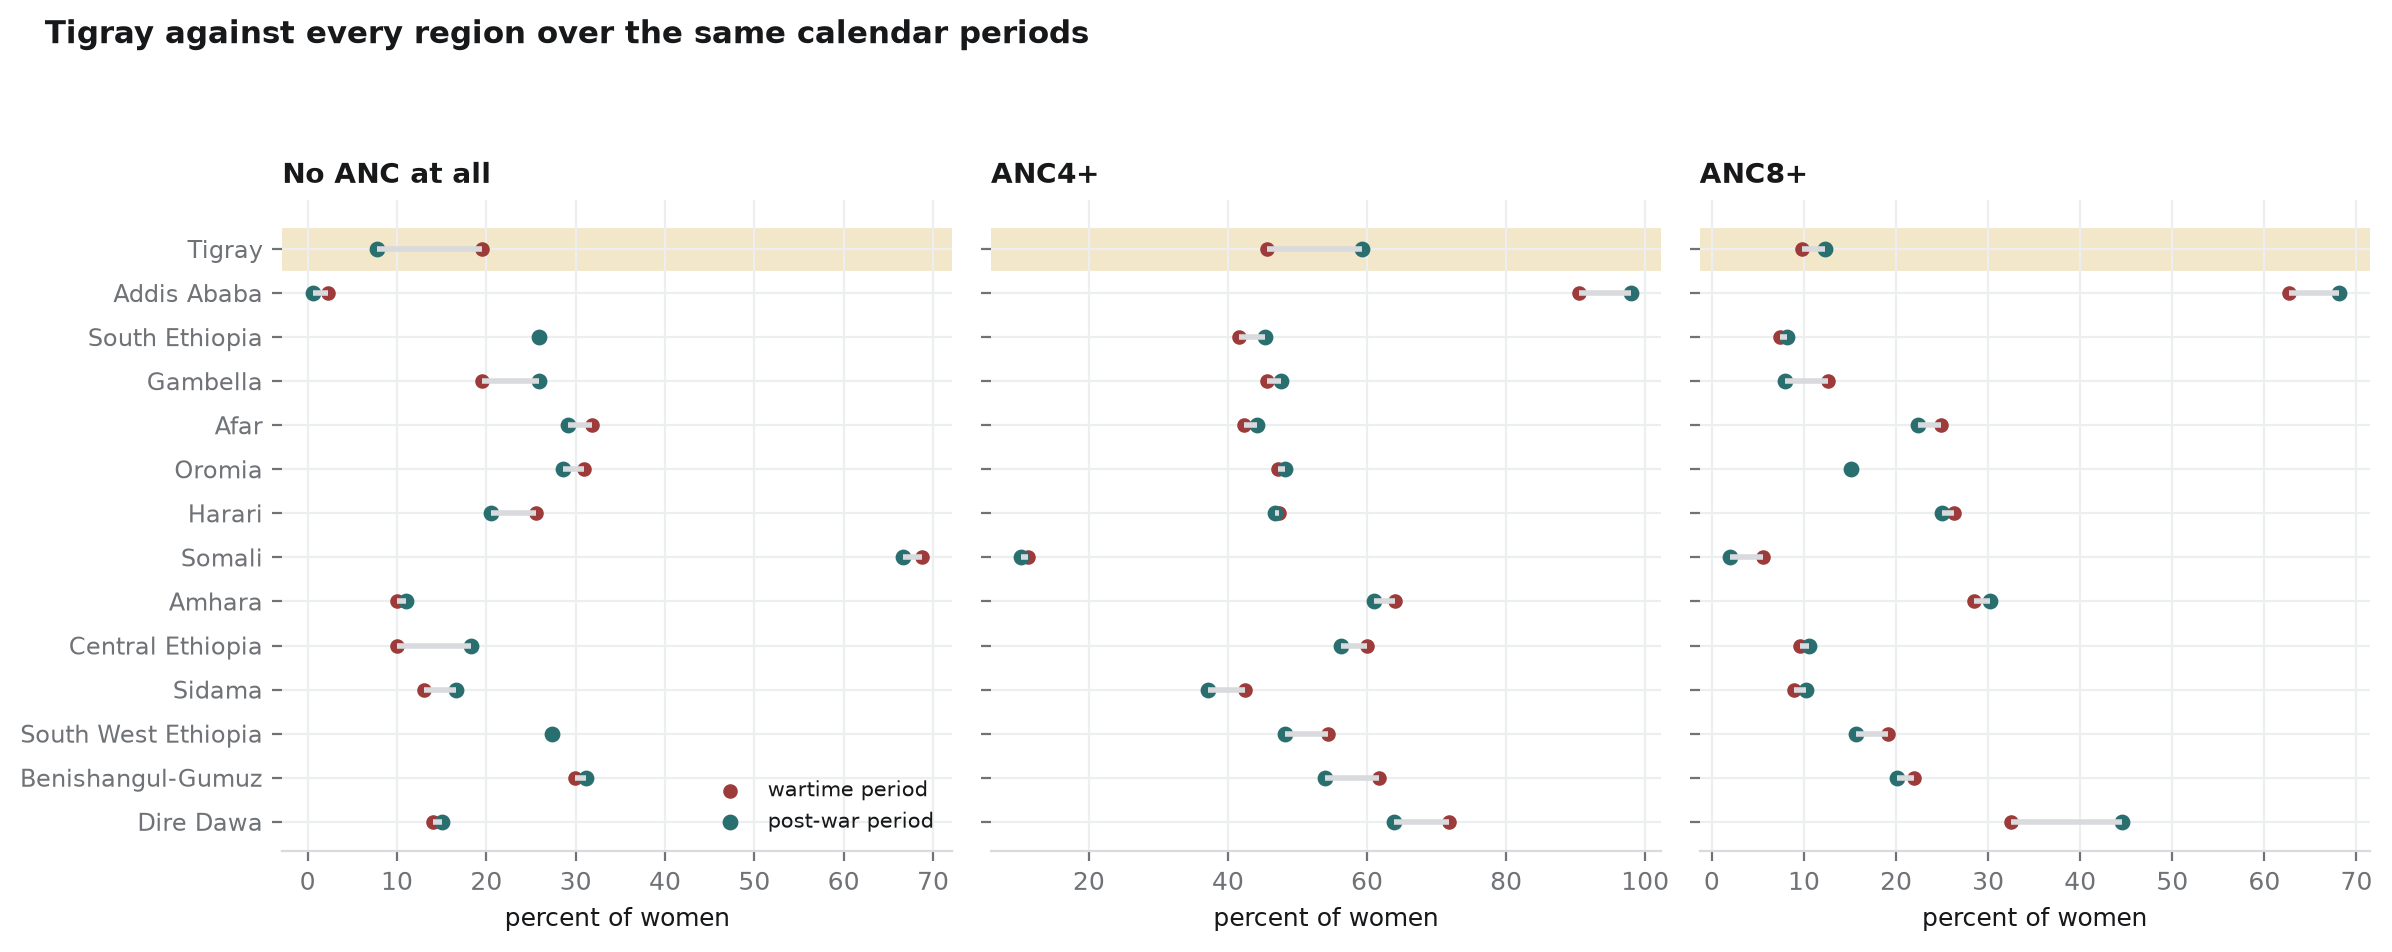 Tigray against every region over the same calendar periods
No ANC at all
ANC4+
ANC8+
Tigray
Addis Ababa
South Ethiopia
Gambella
Afar
Oromia
Harari
Somali
Amhara
Central Ethiopia
Sidama
South West Ethiopia
Benishangul-Gumuz
Dire Dawa
wartime period
post-war period
0 10 20 30 40 50 60 70
20 40 60 80 100
0 10 20 30 40 50 60 70
percent of women
percent of women
percent of women